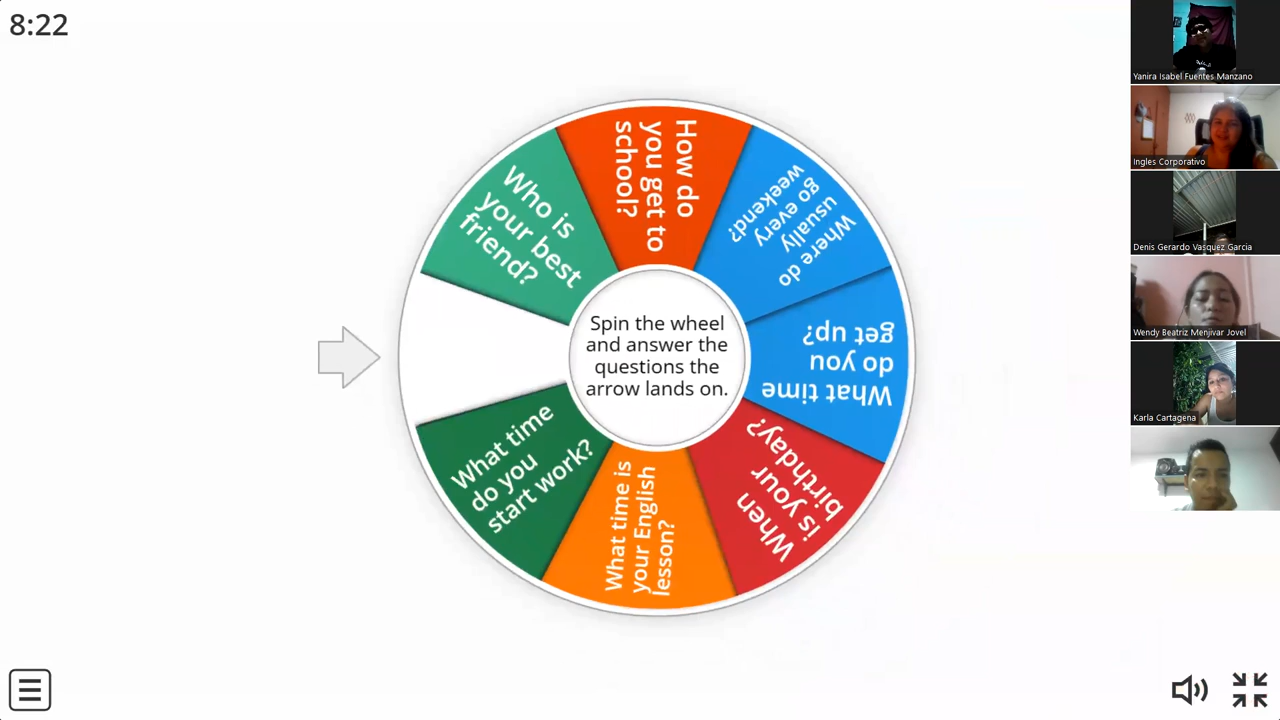 8:22
How do
you get to
school?
Where do
usually
go every
weekend?
What time
do you
get up?
When
is your
birthday?
What time is
your English
lesson?
What time
do you
start work?
Who is
your best
friend?
Spin the wheel
and answer the
questions the
arrow lands on.
Yanira Isabel Fuentes Manzano
Ingles Corporativo
Denis Gerardo Vasquez Garcia
Wendy Beatriz Menjivar Jovel
Karla Cartagena